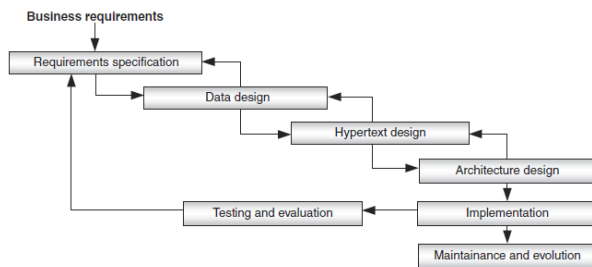 Business requirements
Requirements specification
Data design
Hypertext design
Architecture design
Testing and evaluation
Implementation
Maintainance and evolution